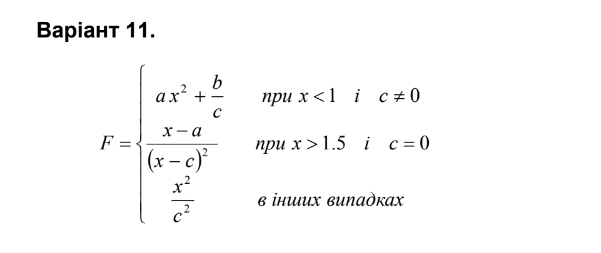 Варіант 11.
ax² + b/c при x < 1 і c ≠ 0
F = { (x − a)/(x − c)² при x > 1.5 і c = 0
x²/c² в інших випадках